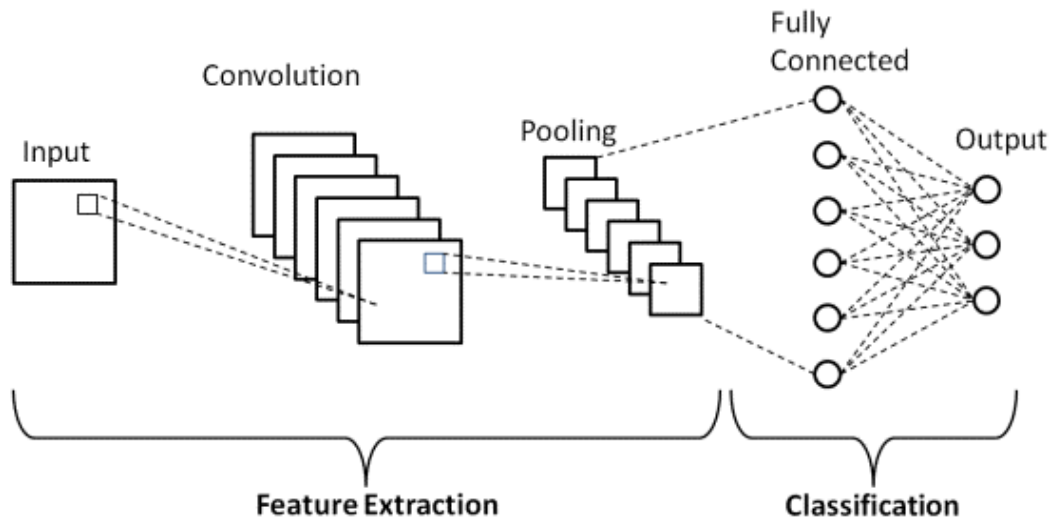 Input
Convolution
Pooling
Fully
Connected
Output
Feature Extraction
Classification